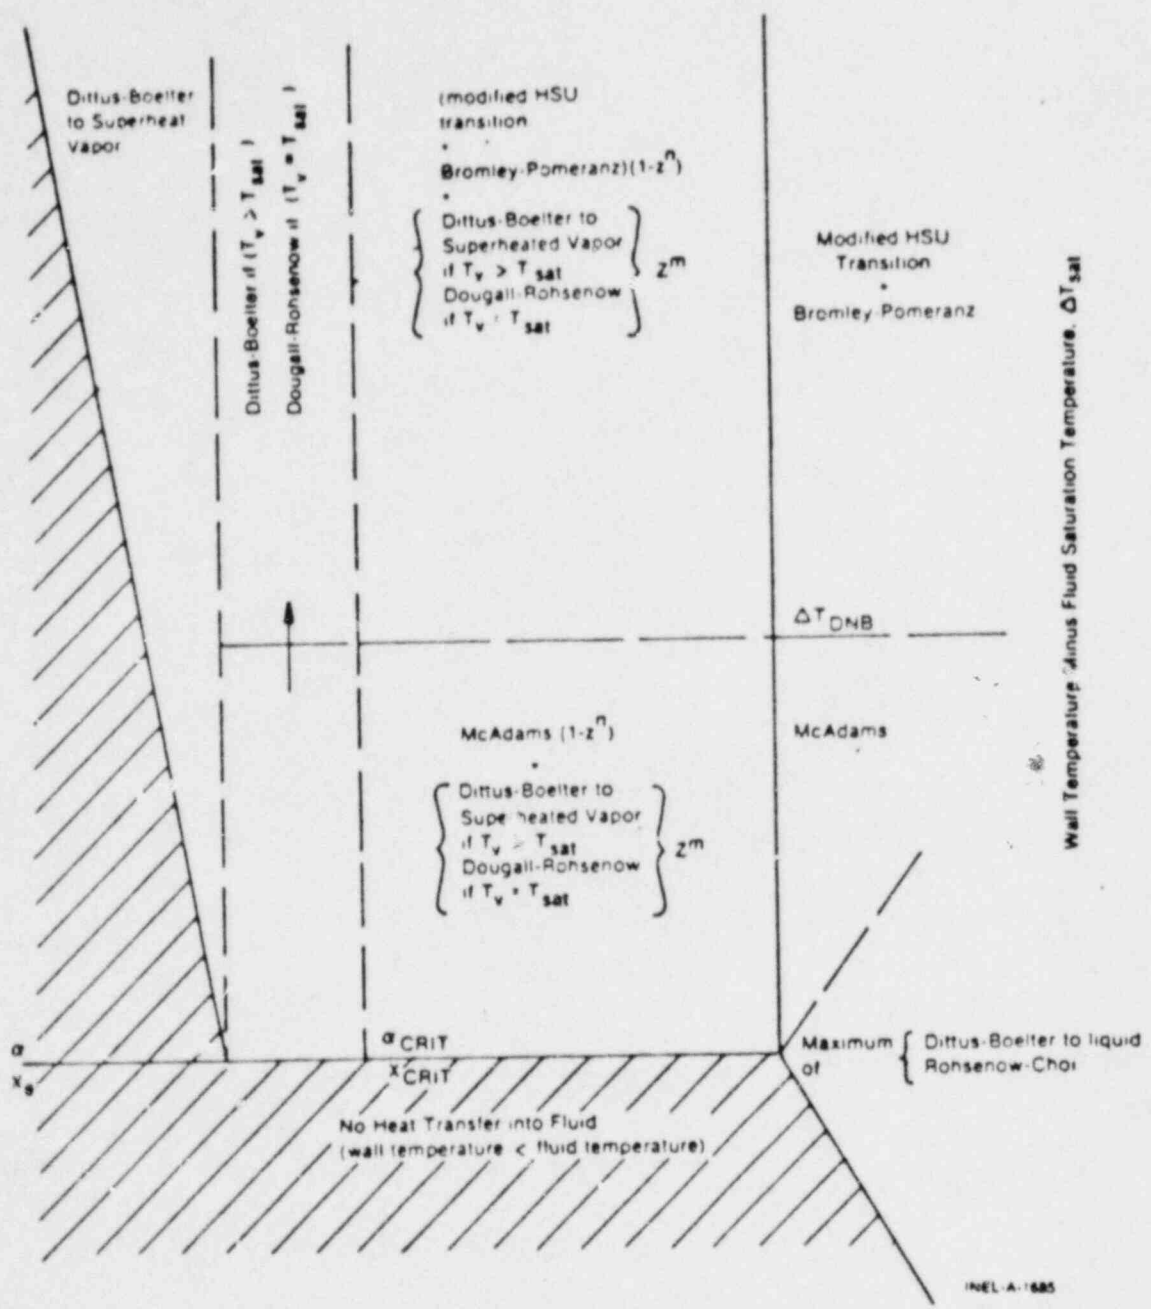 Dittus-Boelter
to Superheat
Vapor
Dittus-Boelter if (T_v > T_sat)
Dougall-Rohsenow if (T_v = T_sat)
(modified HSU
transition
+
Bromley-Pomeranz)(1-z^n)
+
Dittus-Boelter to
Superheated Vapor
if T_v > T_sat
Dougall-Rohsenow
if T_v = T_sat
z^m
Modified HSU
Transition
+
Bromley-Pomeranz
Wall Temperature Minus Fluid Saturation Temperature, ΔT_sat
ΔT_DNB
McAdams (1-z^n)
+
Dittus-Boelter to
Superheated Vapor
if T_v > T_sat
Dougall-Rohsenow
if T_v = T_sat
z^m
McAdams
α
x_e
α_CRIT
x_CRIT
Maximum
of
Dittus-Boelter to liquid
Rohsenow-Choi
No Heat Transfer into Fluid
(wall temperature < fluid temperature)
INEL-A-1685